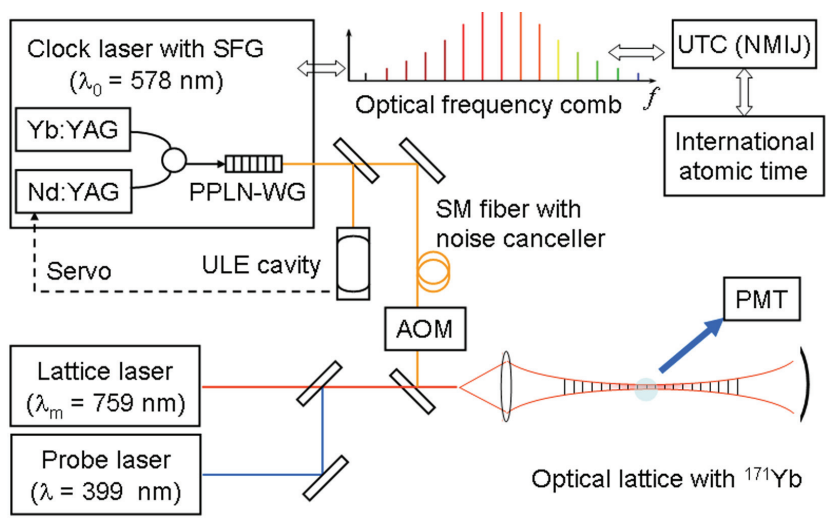 Clock laser with SFG
(λ₀ = 578 nm)
Yb:YAG
Nd:YAG
PPLN-WG
Servo
ULE cavity
Optical frequency comb
f
UTC (NMIJ)
International
atomic time
SM fiber with
noise canceller
AOM
PMT
Lattice laser
(λₘ = 759 nm)
Probe laser
(λ = 399 nm)
Optical lattice with ¹⁷¹Yb